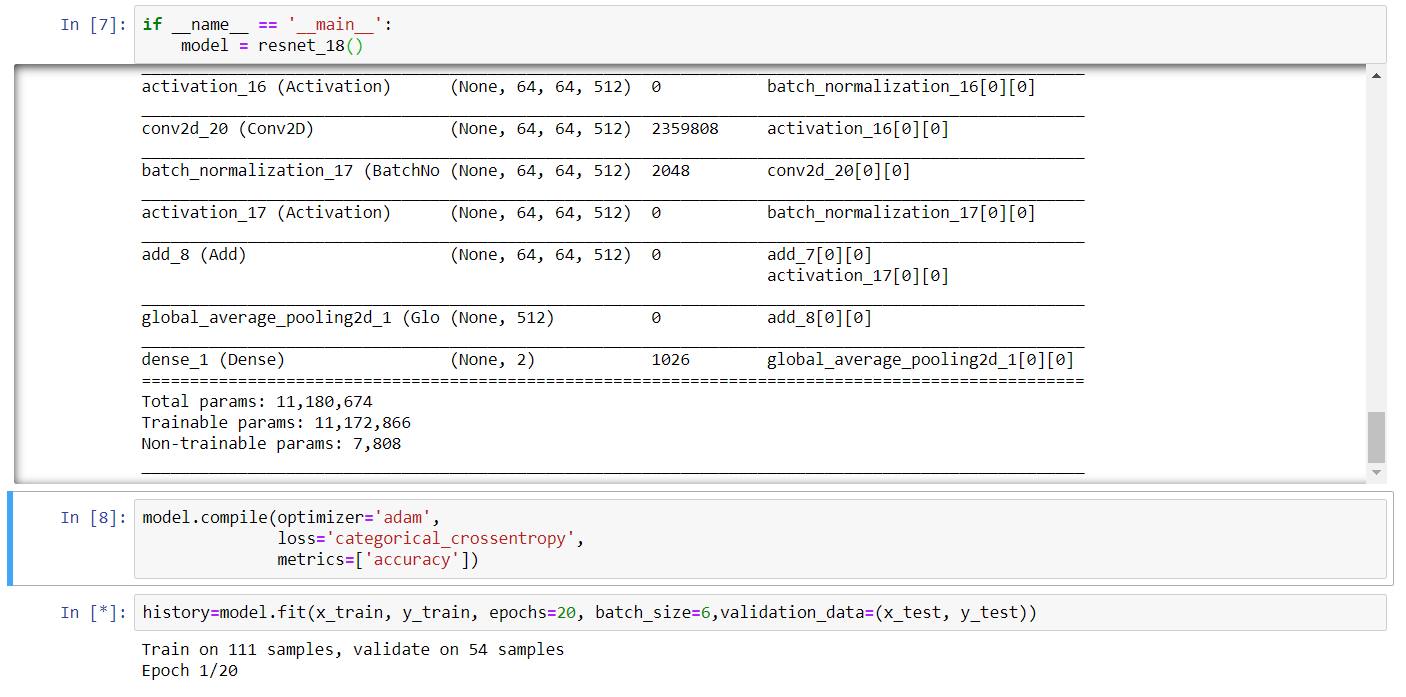 In [7]: if __name__ == '__main__':
    model = resnet_18()
activation_16 (Activation) (None, 64, 64, 512) 0 batch_normalization_16[0][0]
conv2d_20 (Conv2D) (None, 64, 64, 512) 2359808 activation_16[0][0]
batch_normalization_17 (BatchNo (None, 64, 64, 512) 2048 conv2d_20[0][0]
activation_17 (Activation) (None, 64, 64, 512) 0 batch_normalization_17[0][0]
add_8 (Add) (None, 64, 64, 512) 0 add_7[0][0]
activation_17[0][0]
global_average_pooling2d_1 (Glo (None, 512) 0 add_8[0][0]
dense_1 (Dense) (None, 2) 1026 global_average_pooling2d_1[0][0]
Total params: 11,180,674
Trainable params: 11,172,866
Non-trainable params: 7,808
In [8]: model.compile(optimizer='adam',
loss='categorical_crossentropy',
metrics=['accuracy'])
In [*]: history=model.fit(x_train, y_train, epochs=20, batch_size=6,validation_data=(x_test, y_test))
Train on 111 samples, validate on 54 samples
Epoch 1/20